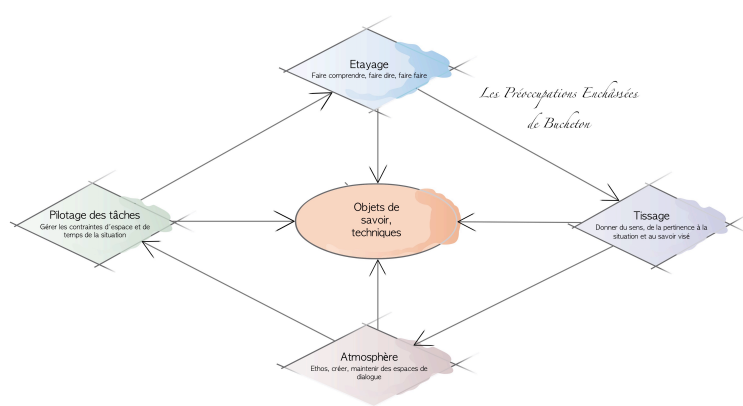 Etayage
Faire comprendre, faire dire, faire faire
Les Préoccupations Enchâssées
de Bucheton
Pilotage des tâches
Gérer les contraintes d'espace et de
temps de la situation
Objets de
savoir,
techniques
Tissage
Donner du sens, de la pertinence à la
situation et au savoir visé
Atmosphère
Ethos, créer, maintenir des espaces de
dialogue